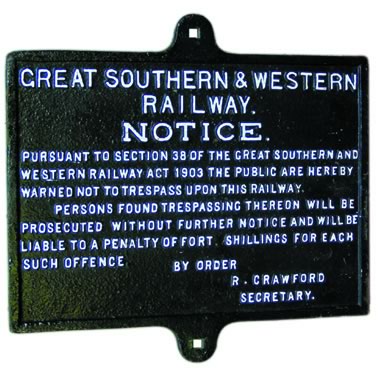 GREAT SOUTHERN & WESTERN
RAILWAY.
NOTICE.
PURSUANT TO SECTION 38 OF THE GREAT SOUTHERN AND
WESTERN RAILWAY ACT 1903 THE PUBLIC ARE HEREBY
WARNED NOT TO TRESPASS UPON THIS RAILWAY.
PERSONS FOUND TRESPASSING THEREON WILL BE
PROSECUTED WITHOUT FURTHER NOTICE AND WILL BE
LIABLE TO A PENALTY OF FORT. SHILLINGS FOR EACH
SUCH OFFENCE
BY ORDER
R. CRAWFORD
SECRETARY.